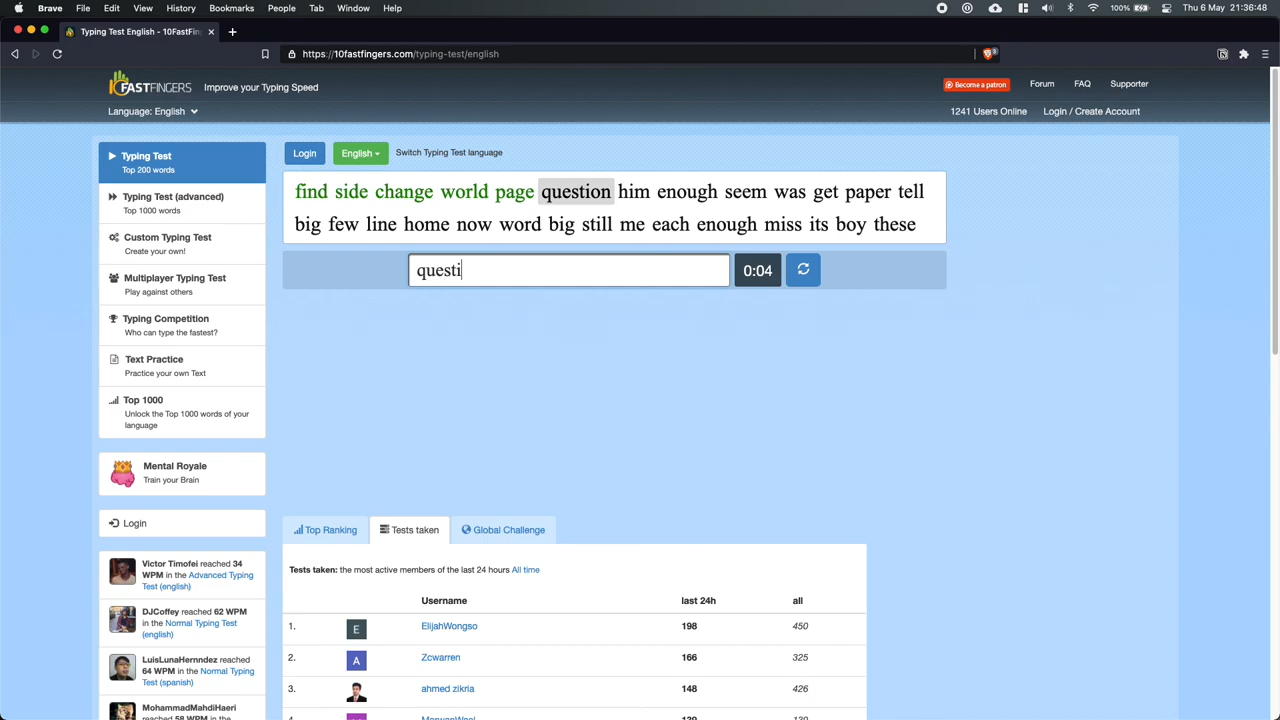 Brave File Edit View History Bookmarks People Tab Window Help 100% Thu 6 May 21:36:48
Typing Test English - 10FastFin
https://10fastfingers.com/typing-test/english 3
10FASTFINGERS Improve your Typing Speed Become a patron Forum FAQ Supporter
Language: English 1241 Users Online Login / Create Account
Typing Test
Top 200 words
Typing Test (advanced)
Top 1000 words
Custom Typing Test
Create your own!
Multiplayer Typing Test
Play against others
Typing Competition
Who can type the fastest?
Text Practice
Practice your own Text
Top 1000
Unlock the Top 1000 words of your
language
Mental Royale
Train your Brain
Login
Victor Timofei reached 34
WPM in the Advanced Typing
Test (english)
DJCoffey reached 62 WPM
in the Normal Typing Test
(english)
LuisLunaHernndez reached
64 WPM in the Normal Typing
Test (spanish)
MohammadMahdiHaeri
reached 58 WPM in the
Login English Switch Typing Test language
find side change world page question him enough seem was get paper tell
big few line home now word big still me each enough miss its boy these
questi 0:04
Top Ranking Tests taken Global Challenge
Tests taken: the most active members of the last 24 hours All time
Username last 24h all
1. E ElijahWongso 198 450
2. A Zcwarren 166 325
3. ahmed zikria 148 426
4. MarwanWael 139 139